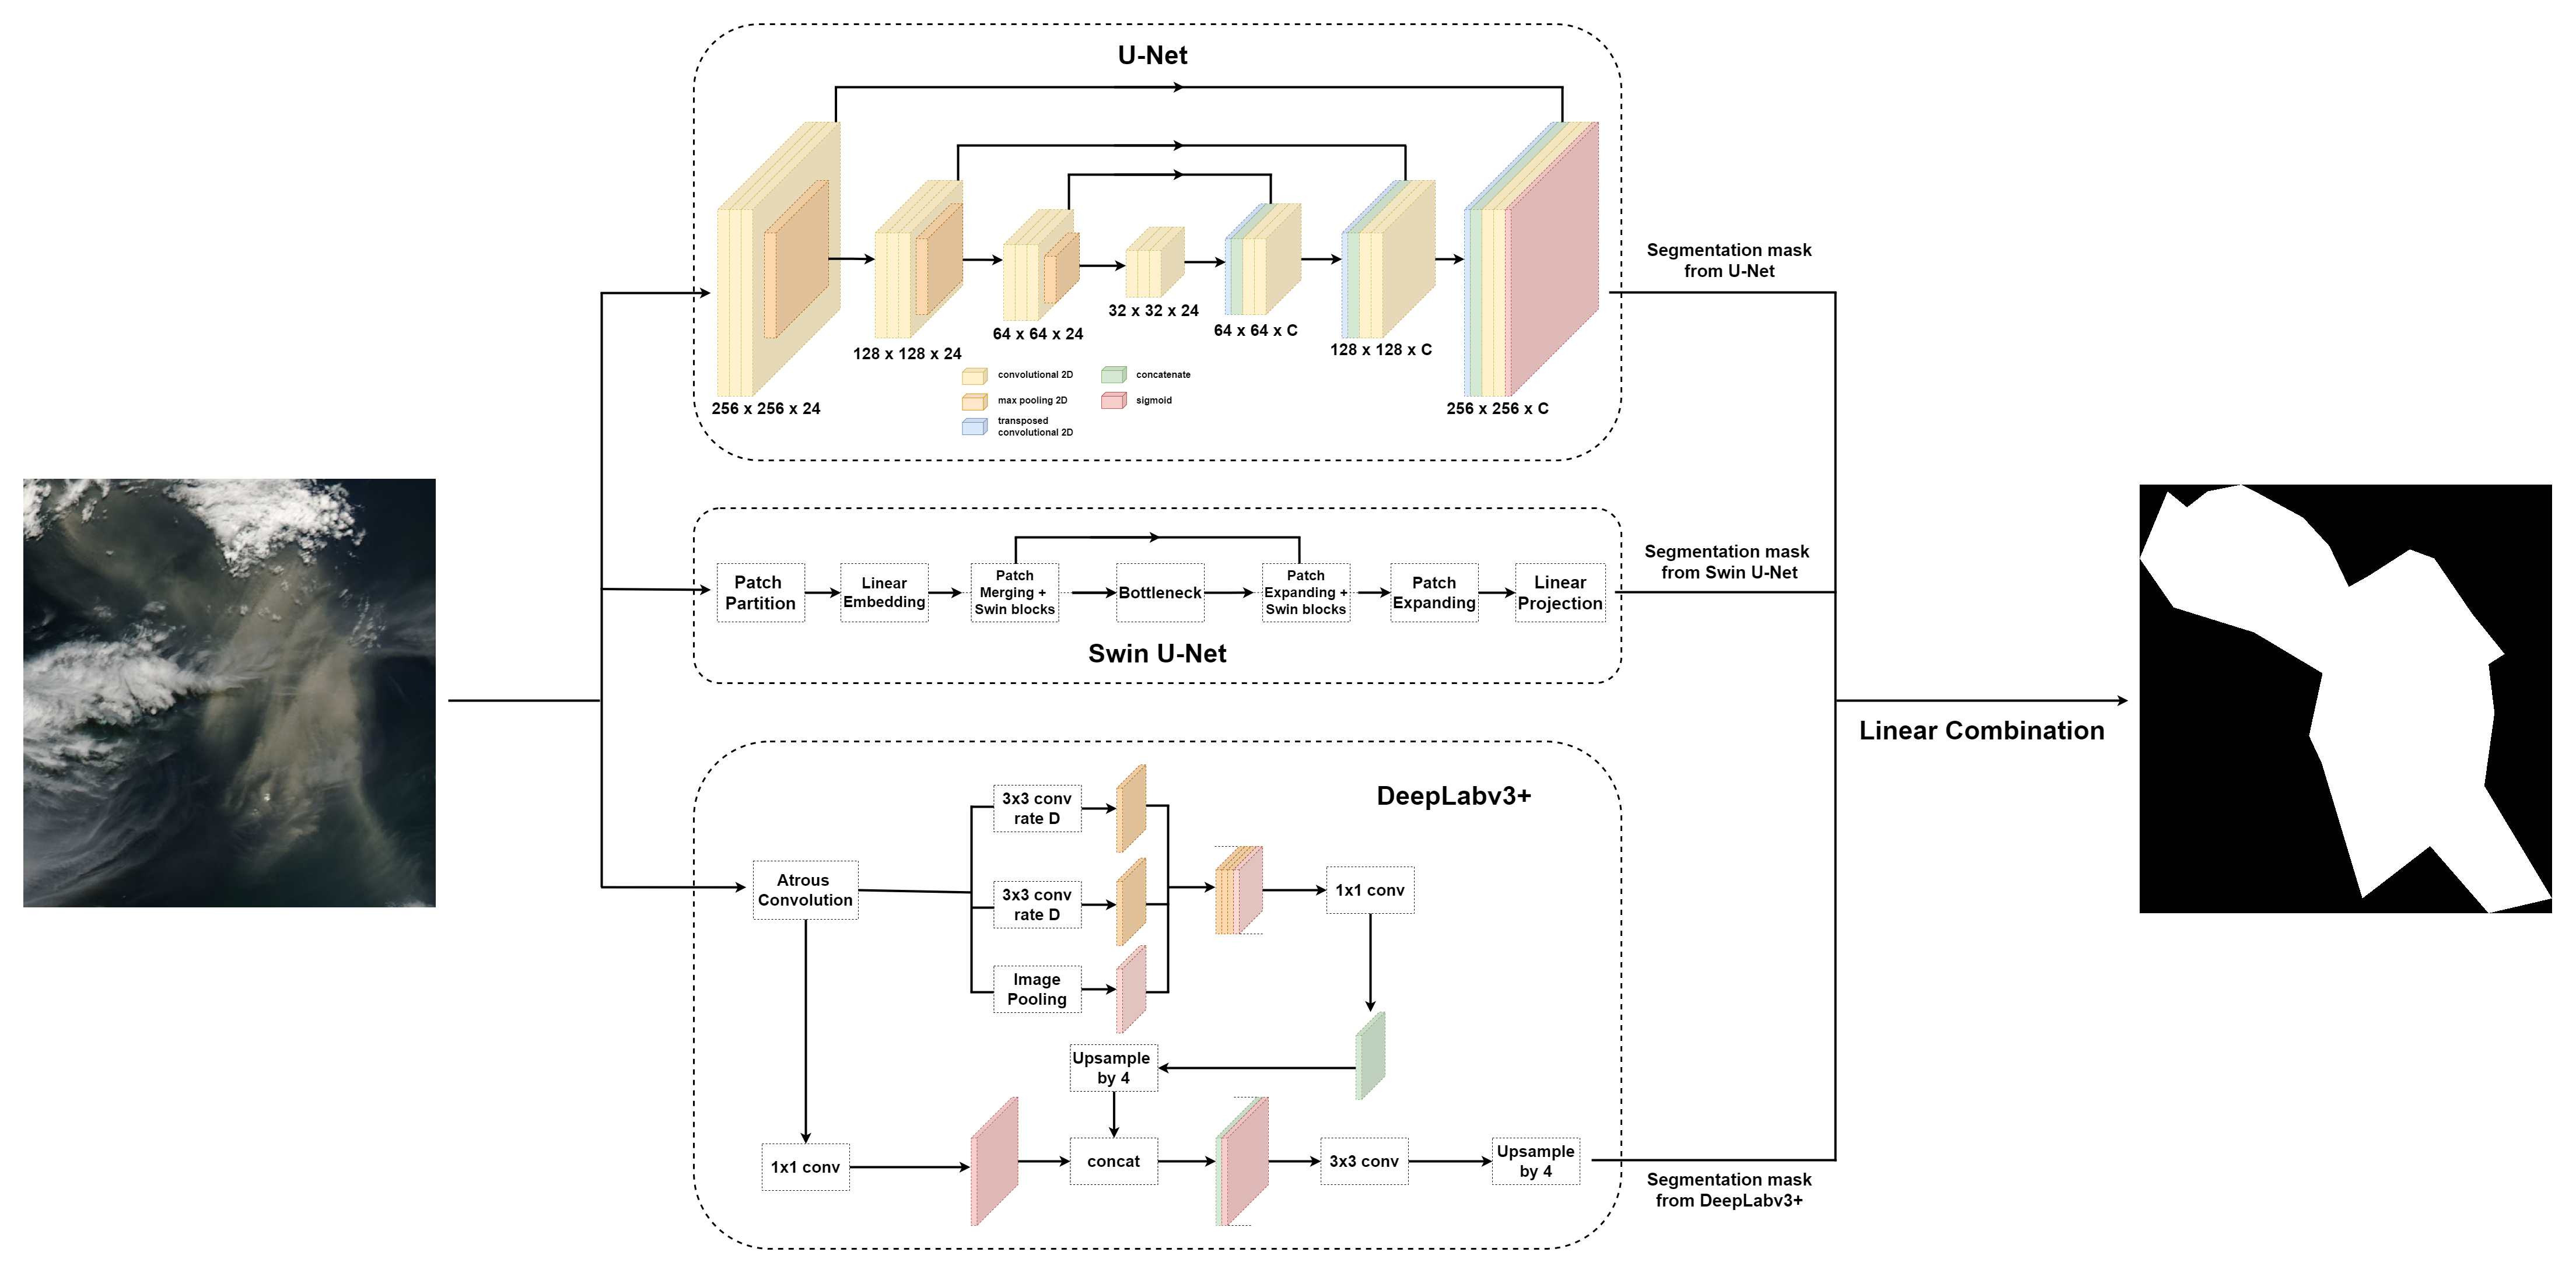 U-Net
256 x 256 x 24
128 x 128 x 24
64 x 64 x 24
32 x 32 x 24
64 x 64 x C
128 x 128 x C
256 x 256 x C
convolutional 2D
max pooling 2D
transposed
convolutional 2D
concatenate
sigmoid
Segmentation mask
from U-Net
Patch
Partition
Linear
Embedding
Patch
Merging +
Swin blocks
Bottleneck
Patch
Expanding +
Swin blocks
Patch
Expanding
Linear
Projection
Swin U-Net
Segmentation mask
from Swin U-Net
Linear Combination
DeepLabv3+
Atrous
Convolution
3x3 conv
rate D
3x3 conv
rate D
Image
Pooling
1x1 conv
Upsample
by 4
1x1 conv
concat
3x3 conv
Upsample
by 4
Segmentation mask
from DeepLabv3+